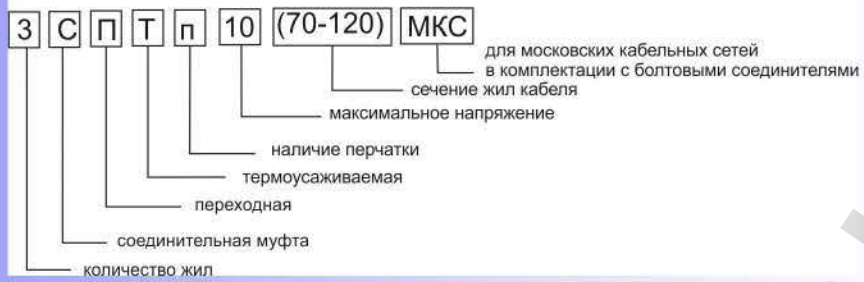 3 С П Т п 10 (70-120) МКС
для московских кабельных сетей
в комплектации с болтовыми соединителями
сечение жил кабеля
максимальное напряжение
наличие перчатки
термоусаживаемая
переходная
соединительная муфта
количество жил